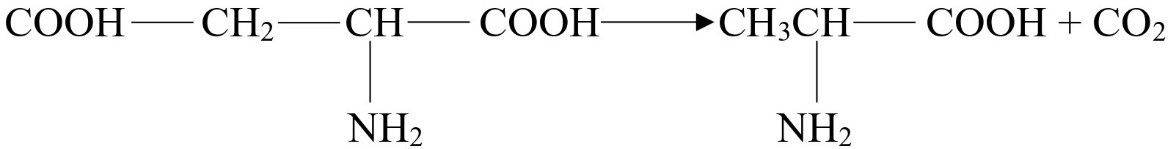 COOH—CH₂—CH—COOH→CH₃CH—COOH + CO₂
NH₂ NH₂